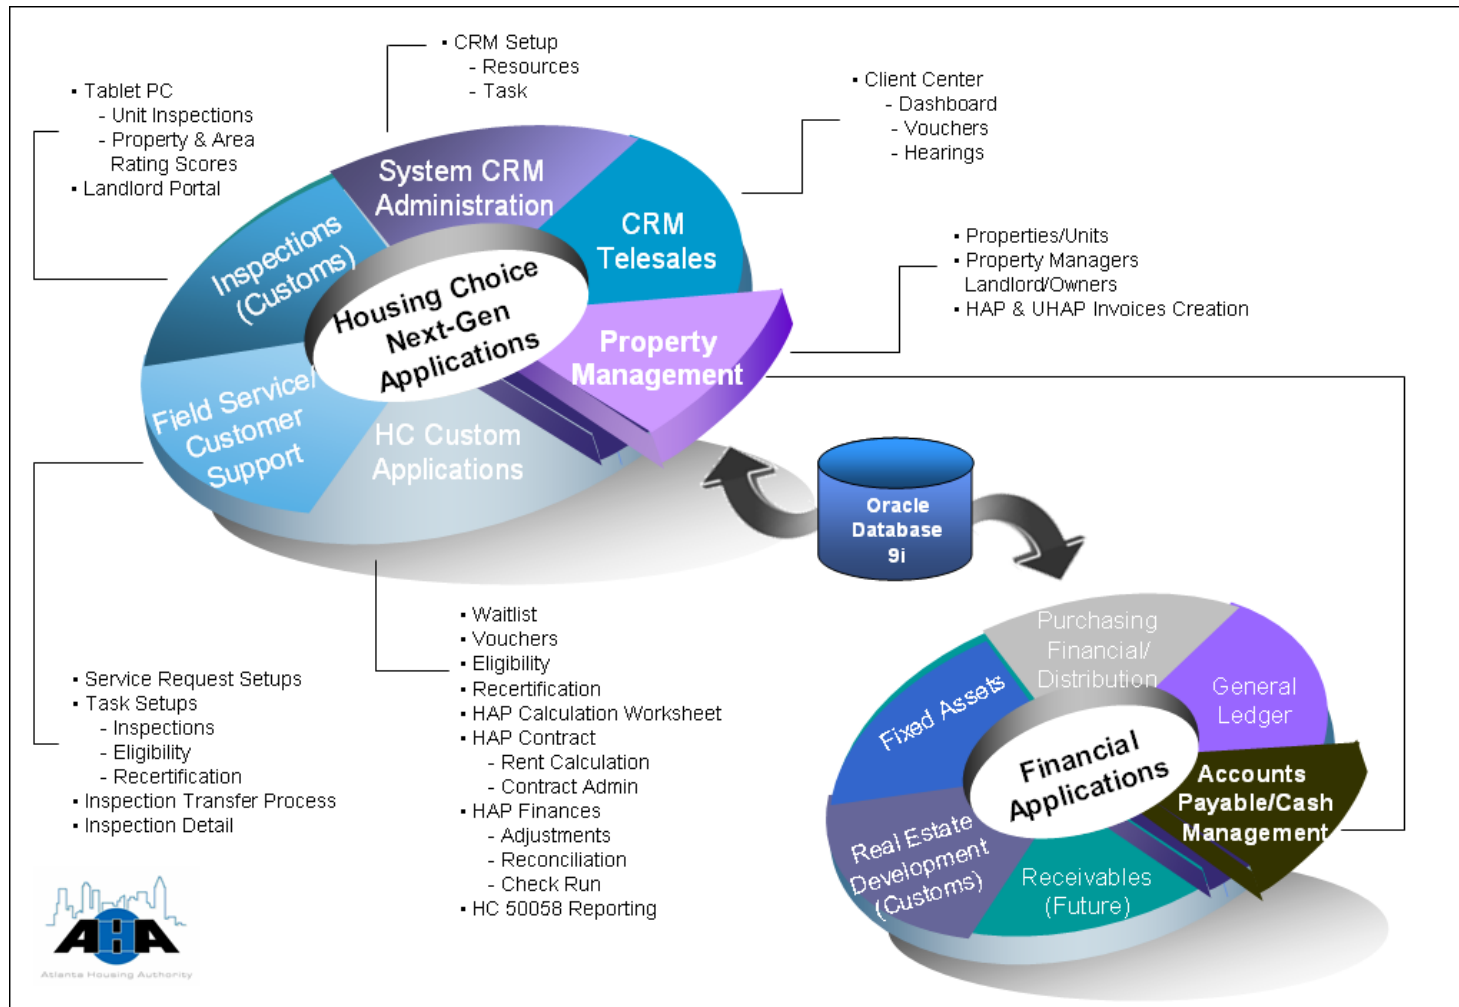 ▪ CRM Setup
- Resources
- Task
▪ Tablet PC
- Unit Inspections
- Property & Area
Rating Scores
▪ Landlord Portal
▪ Client Center
- Dashboard
- Vouchers
- Hearings
▪ Properties/Units
▪ Property Managers
Landlord/Owners
▪ HAP & UHAP Invoices Creation
System CRM
Administration
CRM
Telesales
Inspections
(Customs)
Housing Choice
Next-Gen
Applications
Property
Management
Field Service/
Customer
Support
HC Custom
Applications
Oracle
Database
9i
▪ Service Request Setups
▪ Task Setups
- Inspections
- Eligibility
- Recertification
▪ Inspection Transfer Process
▪ Inspection Detail
▪ Waitlist
▪ Vouchers
▪ Eligibility
▪ Recertification
▪ HAP Calculation Worksheet
▪ HAP Contract
- Rent Calculation
- Contract Admin
▪ HAP Finances
- Adjustments
- Reconciliation
- Check Run
▪ HC 50058 Reporting
Purchasing
Financial/
Distribution
General
Ledger
Fixed Assets
Financial
Applications
Accounts
Payable/Cash
Management
Real Estate
Development
(Customs)
Receivables
(Future)
AHA
Atlanta Housing Authority